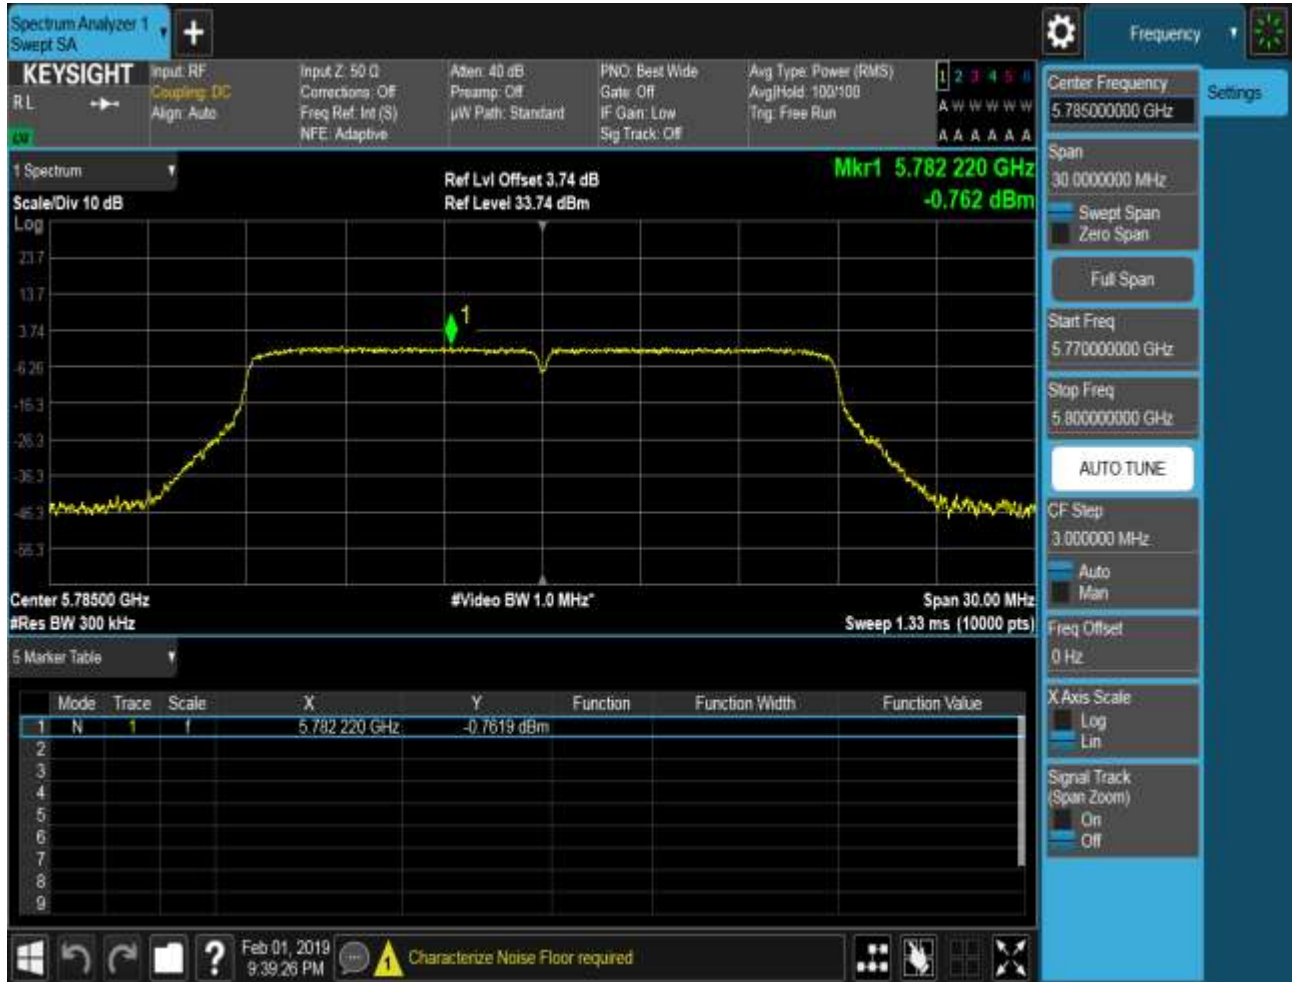 Spectrum Analyzer 1
Swept SA
+
Frequency
KEYSIGHT
R L
Input: RF
Coupling: DC
Align: Auto
Input Z: 50 Ω
Corrections: Off
Freq Ref: Int (S)
NFE: Adaptive
Atten: 40 dB
Preamp: Off
µW Path: Standard
PNO: Best Wide
Gate: Off
IF Gain: Low
Sig Track: Off
Avg Type: Power (RMS)
Avg|Hold: 100/100
Trig: Free Run
1 2 3 4 5 6
A W W W W W
A A A A A A
1 Spectrum
Scale/Div 10 dB
Log
Ref Lvl Offset 3.74 dB
Ref Level 33.74 dBm
Mkr1 5.782 220 GHz
-0.762 dBm
23.7
13.7
3.74
-6.26
-16.3
-26.3
-36.3
-46.3
-56.3
1
Center 5.78500 GHz
#Res BW 300 kHz
#Video BW 1.0 MHz*
Span 30.00 MHz
Sweep 1.33 ms (10000 pts)
5 Marker Table
Mode Trace Scale X Y Function Function Width Function Value
1 N 1 f 5.782 220 GHz -0.7619 dBm
2
3
4
5
6
7
8
9
Feb 01, 2019
9:39:26 PM
?
1
Characterize Noise Floor required
Settings
Center Frequency
5.785000000 GHz
Span
30.0000000 MHz
Swept Span
Zero Span
Full Span
Start Freq
5.770000000 GHz
Stop Freq
5.800000000 GHz
AUTO TUNE
CF Step
3.000000 MHz
Auto
Man
Freq Offset
0 Hz
X Axis Scale
Log
Lin
Signal Track
(Span Zoom)
On
Off